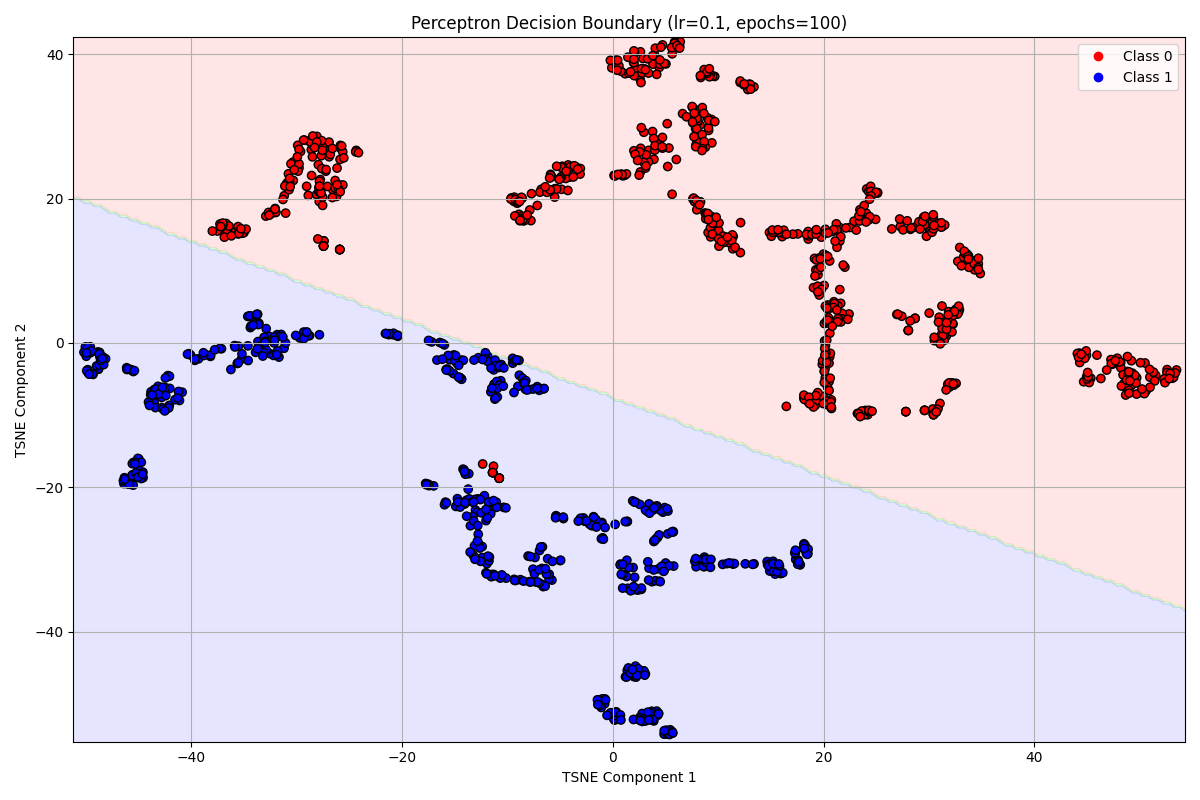 Perceptron Decision Boundary (lr=0.1, epochs=100)
Class 0
Class 1
TSNE Component 2
40
20
0
−20
−40
−40
−20
0
20
40
TSNE Component 1